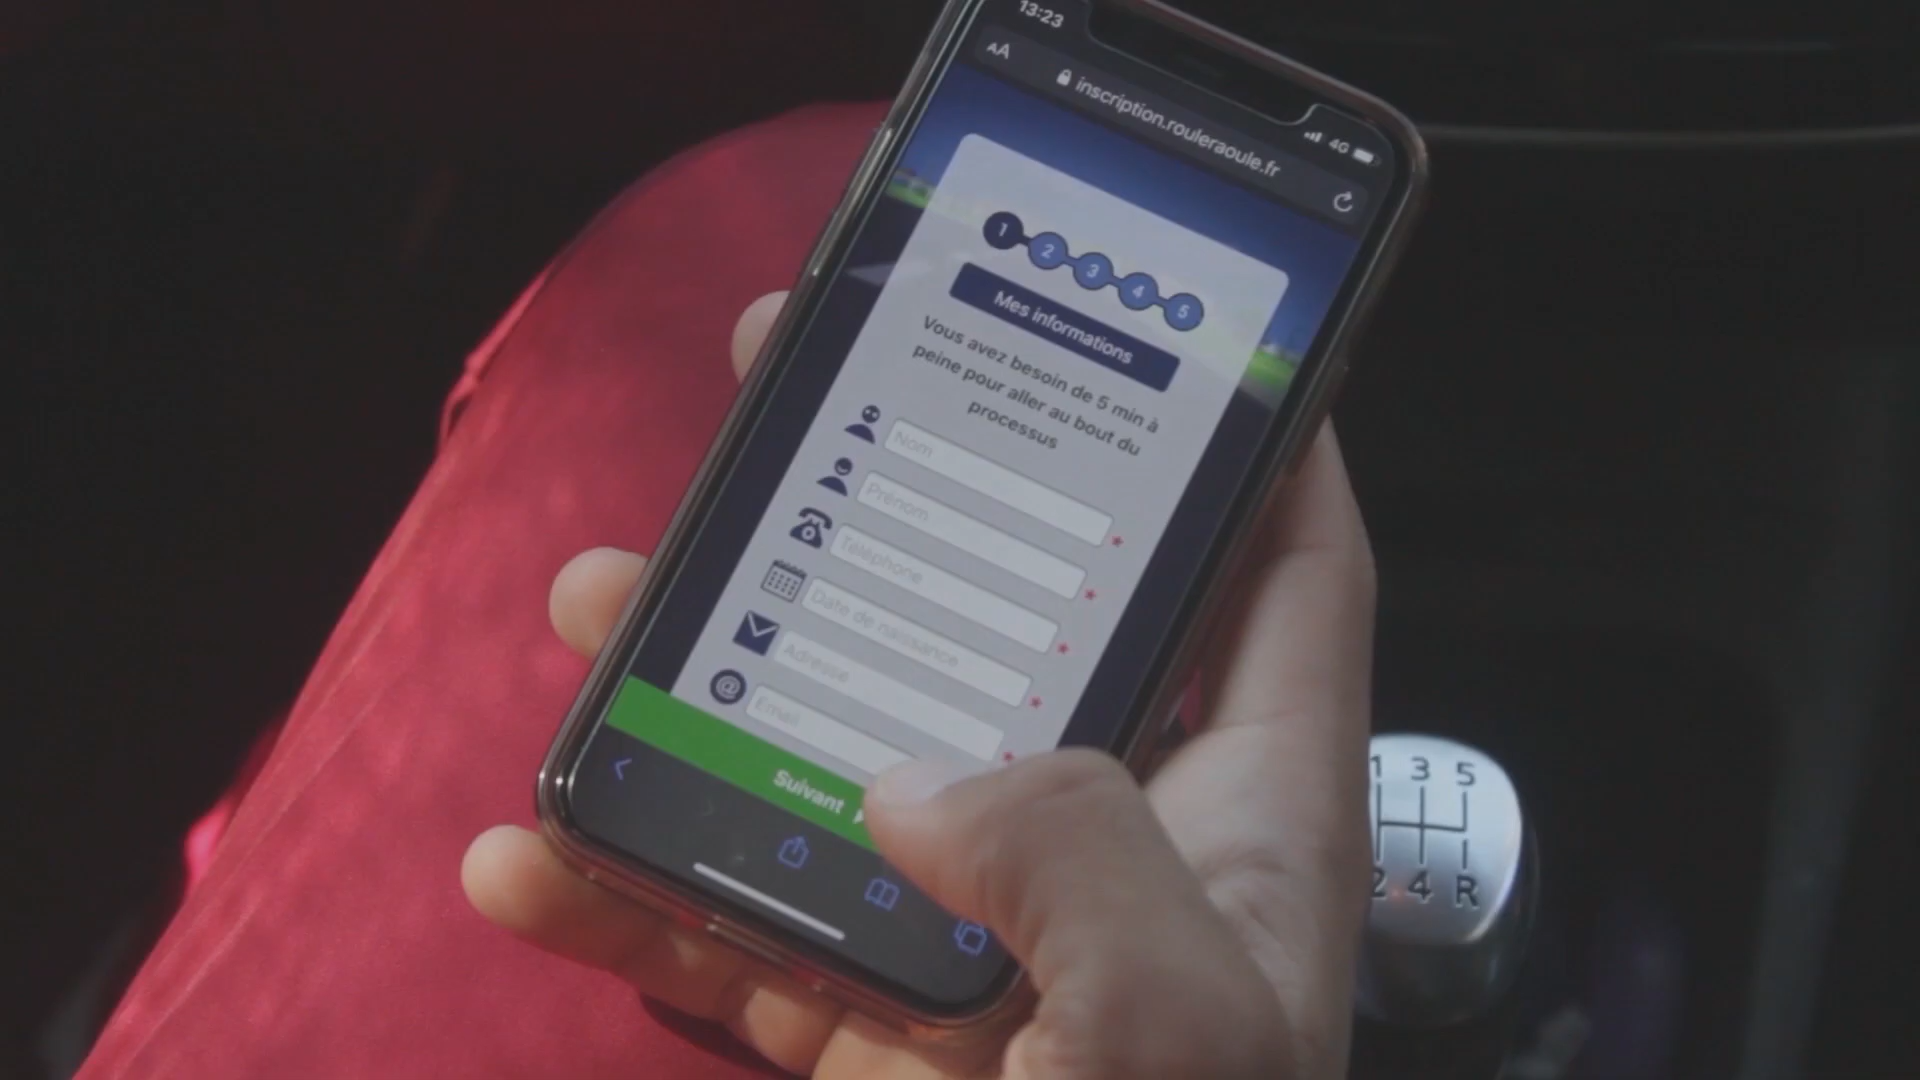 13:23
4G
AA
inscription.rouleraoule.fr
1 2 3 4 5
Mes informations
Vous avez besoin de 5 min à
peine pour aller au bout du
processus
Nom
*
Prénom
*
Téléphone
*
Date de naissance
*
Adresse
*
@
Email
Suivant
1 3 5
2 4 R